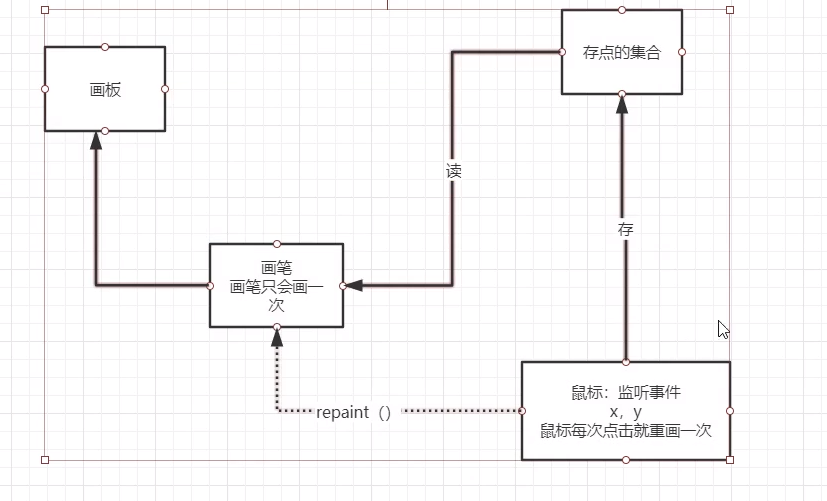 存点的集合
画板
读
存
画笔
画笔只会画一
次
鼠标：监听事件
x，y
鼠标每次点击就重画一次
repaint（）